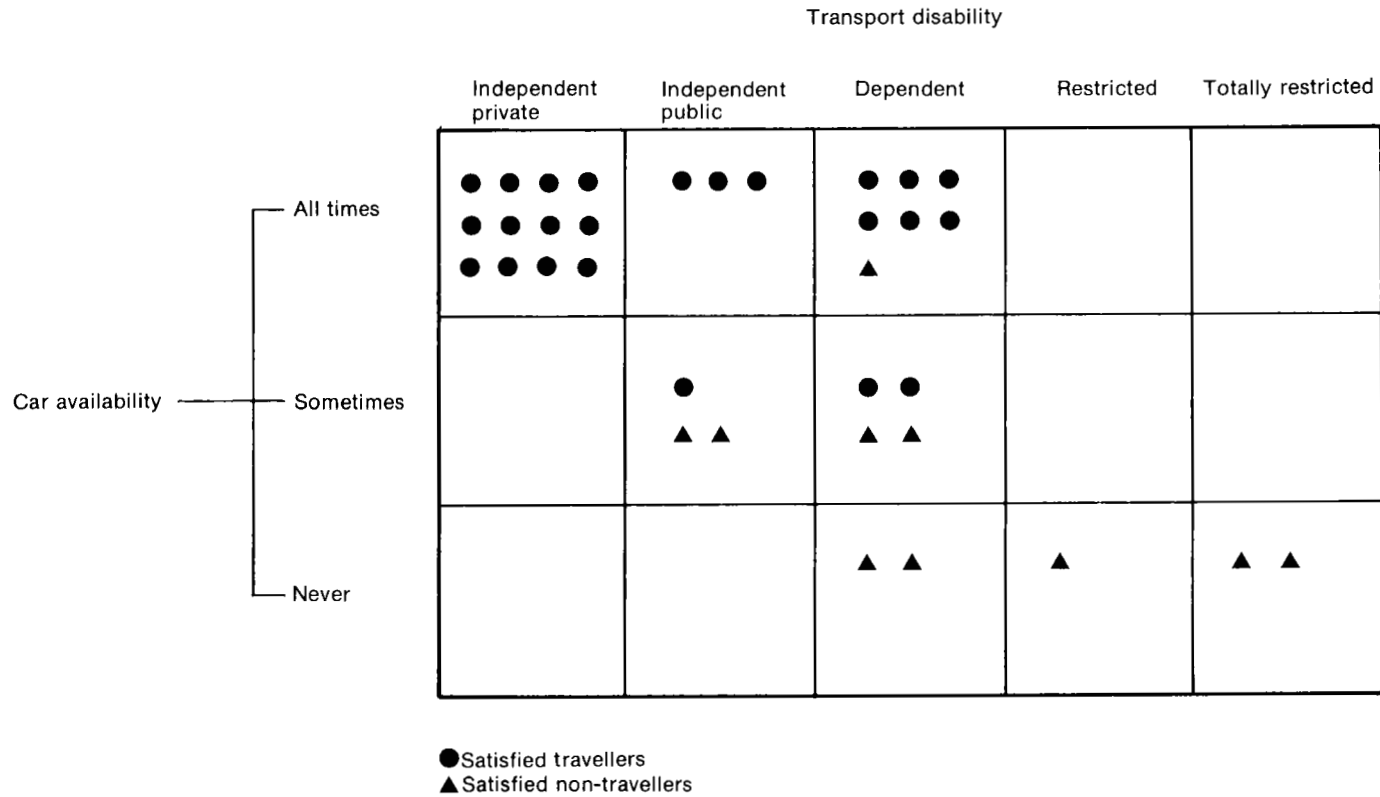 Transport disability
Independent
private
Independent
public
Dependent
Restricted
Totally restricted
All times
Car availability
Sometimes
Never
Satisfied travellers
Satisfied non-travellers